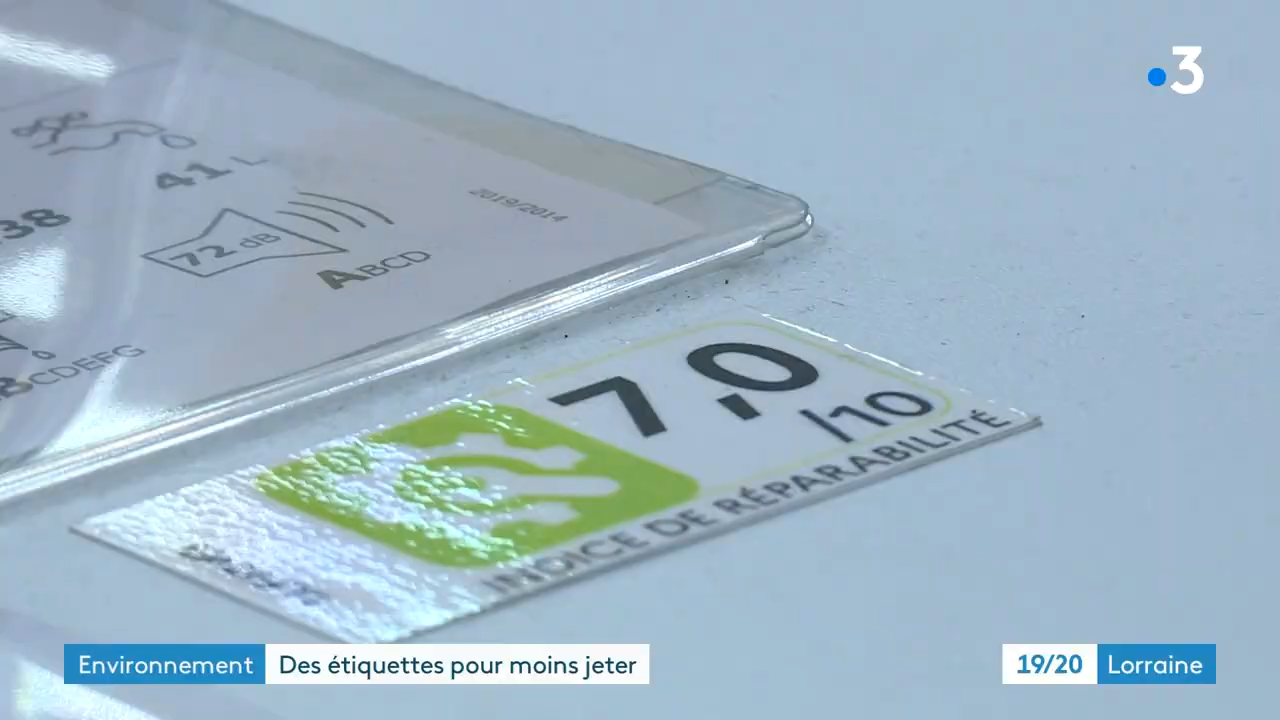 3
41 L
38
2019/2014
72 dB
ABCD
BCDEFG
7,0
/10
INDICE DE RÉPARABILITÉ
Environnement
Des étiquettes pour moins jeter
19/20
Lorraine